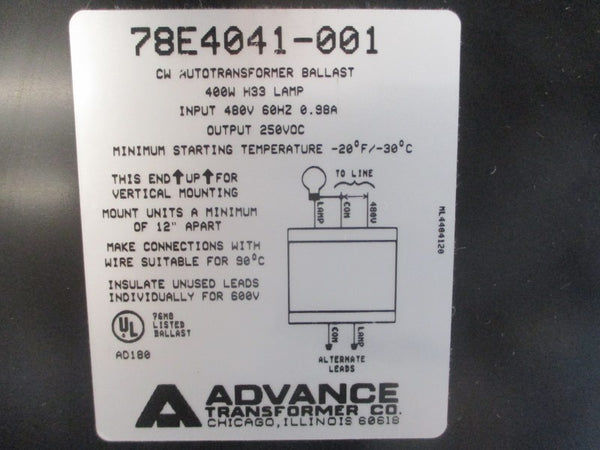 78E4041-001
CW AUTOTRANSFORMER BALLAST
400W H33 LAMP
INPUT 480V 60HZ 0.98A
OUTPUT 250VOC
MINIMUM STARTING TEMPERATURE -20°F/-30°C
THIS END↑UP↑FOR
VERTICAL MOUNTING
MOUNT UNITS A MINIMUM
OF 12" APART
MAKE CONNECTIONS WITH
WIRE SUITABLE FOR 90°C
INSULATE UNUSED LEADS
INDIVIDUALLY FOR 600V
UL
76M8
LISTED
BALLAST
AD180
TO LINE
LAMP
COM
480V
COM
LAMP
ALTERNATE
LEADS
ML4404120
ADVANCE
TRANSFORMER CO.
CHICAGO, ILLINOIS 60618